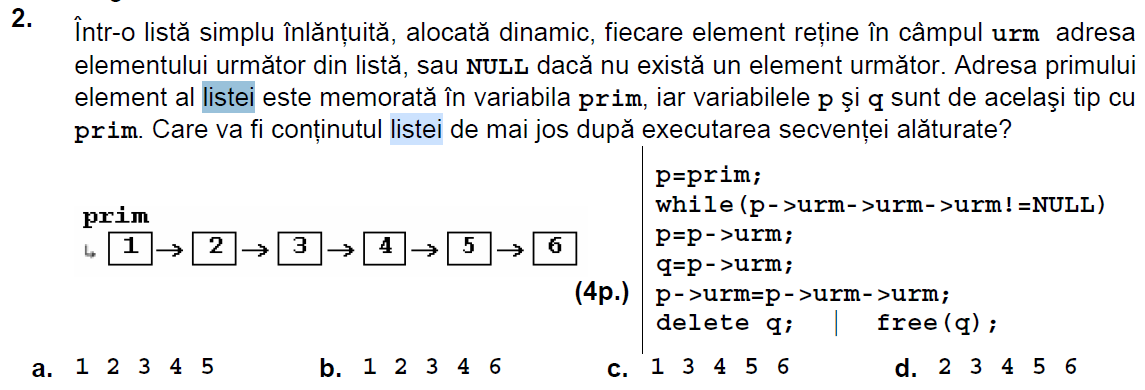 2.
Într-o listă simplu înlănțuită, alocată dinamic, fiecare element reține în câmpul urm adresa
elementului următor din listă, sau NULL dacă nu există un element următor. Adresa primului
element al listei este memorată în variabila prim, iar variabilele p şi q sunt de acelaşi tip cu
prim. Care va fi conținutul listei de mai jos după executarea secvenței alăturate?
prim
1 2 3 4 5 6
(4p.)
p=prim;
while(p->urm->urm->urm!=NULL)
p=p->urm;
q=p->urm;
p->urm=p->urm->urm;
delete q; | free(q);
a. 1 2 3 4 5 b. 1 2 3 4 6 c. 1 3 4 5 6 d. 2 3 4 5 6